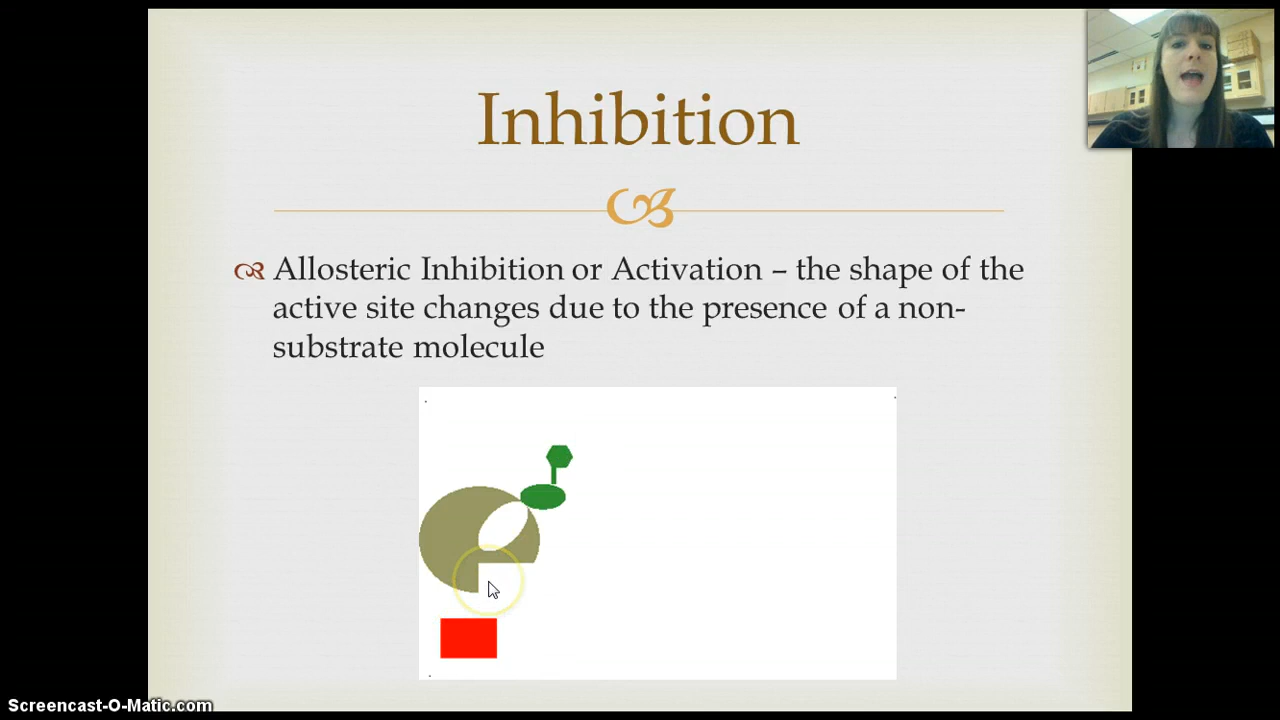 Inhibition
Allosteric Inhibition or Activation – the shape of the
active site changes due to the presence of a non-
substrate molecule
Screencast-O-Matic.com